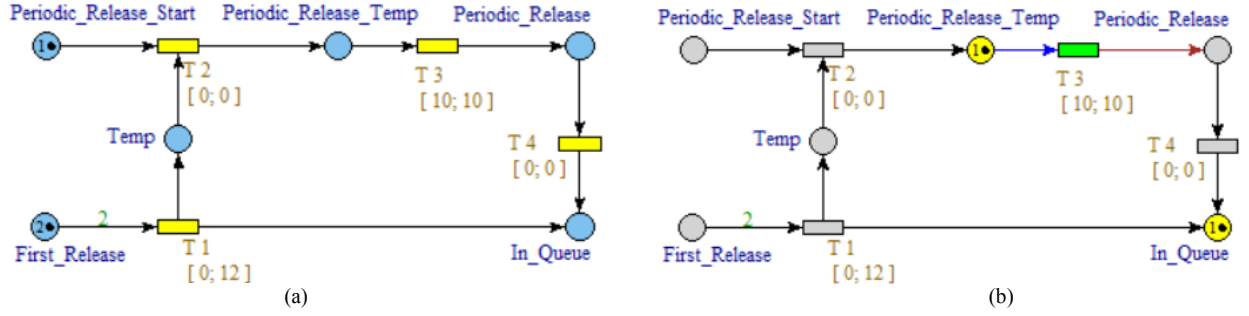 Periodic_Release_Start
Periodic_Release_Temp
Periodic_Release
1
T 2
[ 0; 0 ]
T 3
[ 10; 10 ]
Temp
T 4
[ 0; 0 ]
2
2
First_Release
T 1
[ 0; 12 ]
In_Queue
(a)
Periodic_Release_Start
Periodic_Release_Temp
Periodic_Release
1
T 2
[ 0; 0 ]
T 3
[ 10; 10 ]
Temp
T 4
[ 0; 0 ]
2
1
First_Release
T 1
[ 0; 12 ]
In_Queue
(b)